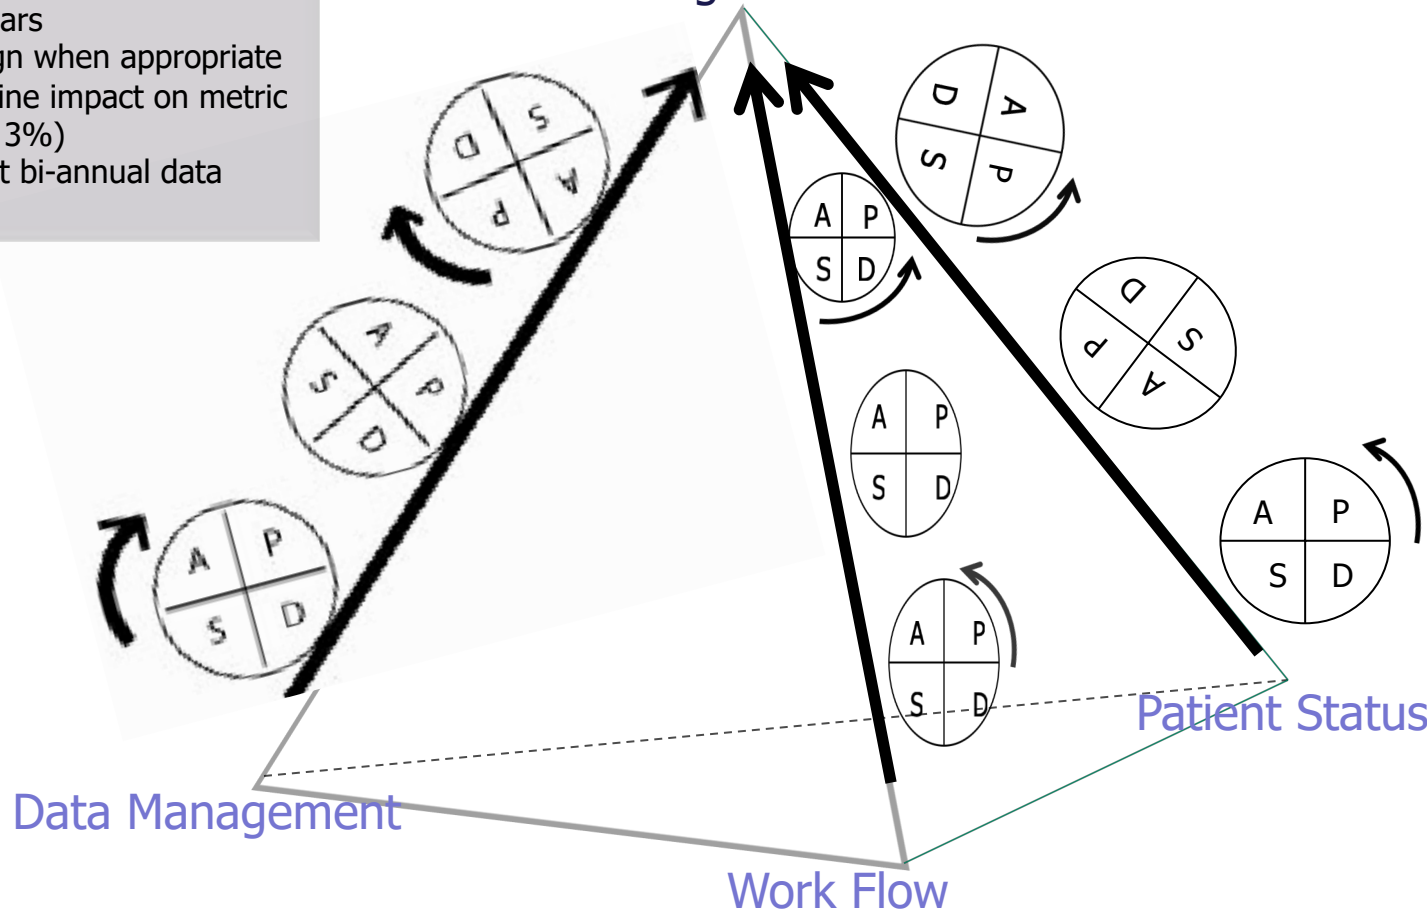 ars
gn when appropriate
ine impact on metric
3%)
t bi-annual data
g
D A
S P
S
D A
P
A P
S D
D
P S
A
A
S P
D
A P
S D
A P
S D
A P
S D
A P
S D
Patient Status
Data Management
Work Flow